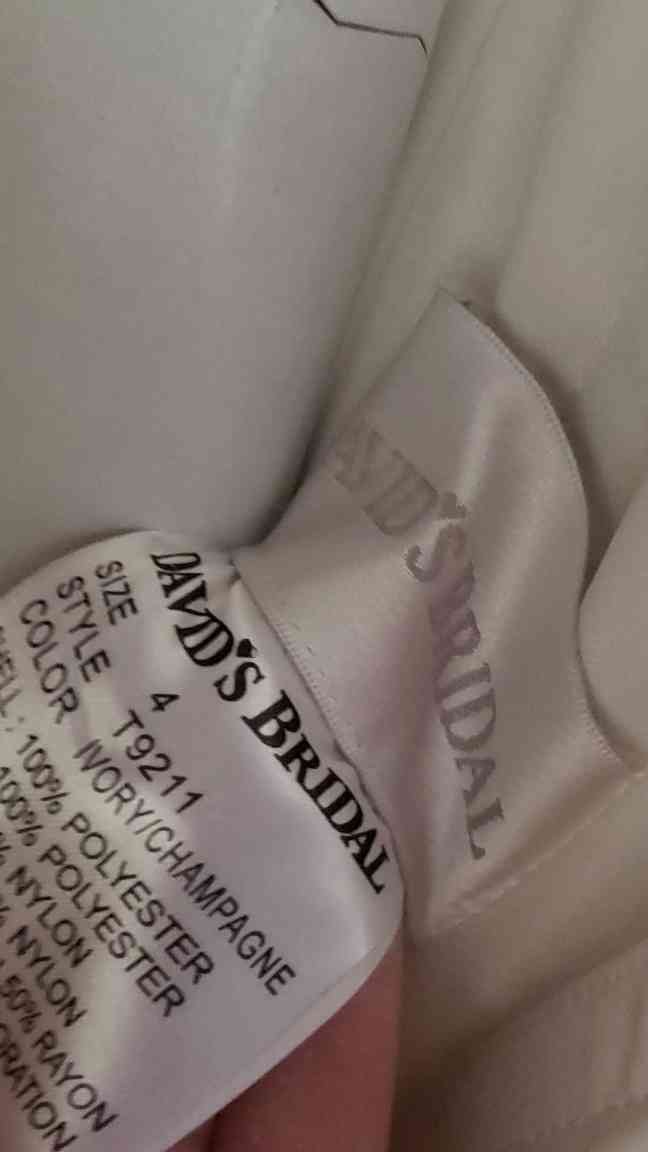 DAVID'S BRIDAL
DAVID'S BRIDAL
SIZE 4
STYLE T9211
COLOR IVORY/CHAMPAGNE
: 100% POLYESTER
100% POLYESTER
% NYLON
% NYLON
50% RAYON